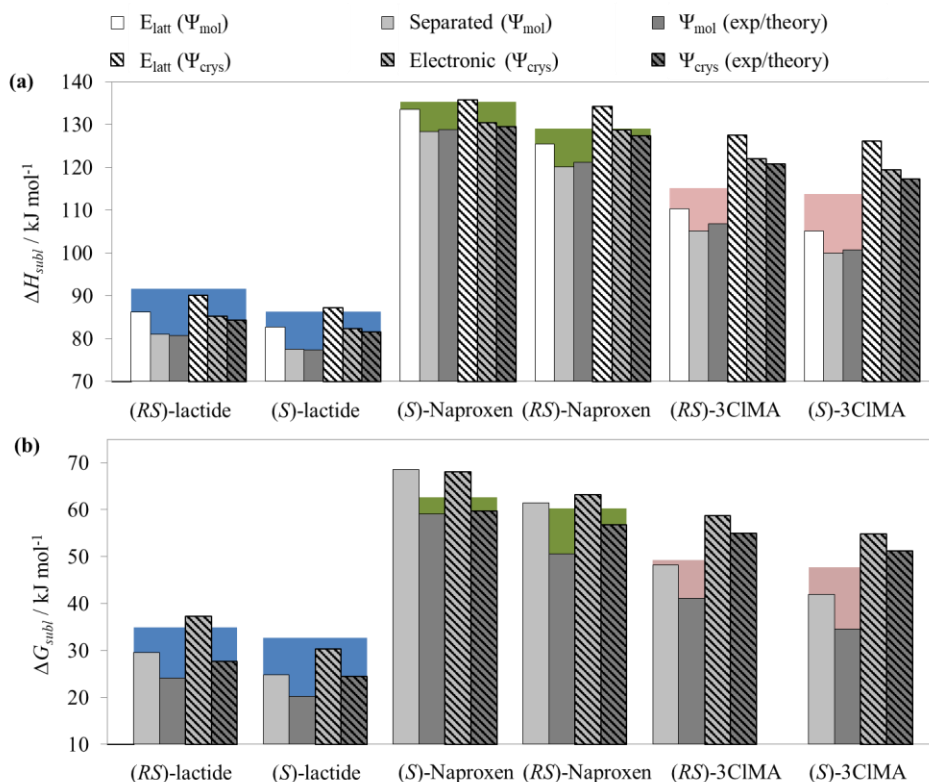 E_latt (Ψ_mol) Separated (Ψ_mol) Ψ_mol (exp/theory)
E_latt (Ψ_crys) Electronic (Ψ_crys) Ψ_crys (exp/theory)
(a)
ΔH_subl / kJ mol⁻¹
140
130
120
110
100
90
80
70
(RS)-lactide (S)-lactide (S)-Naproxen (RS)-Naproxen (RS)-3ClMA (S)-3ClMA
(b)
ΔG_subl / kJ mol⁻¹
70
60
50
40
30
20
10
(RS)-lactide (S)-lactide (S)-Naproxen (RS)-Naproxen (RS)-3ClMA (S)-3ClMA